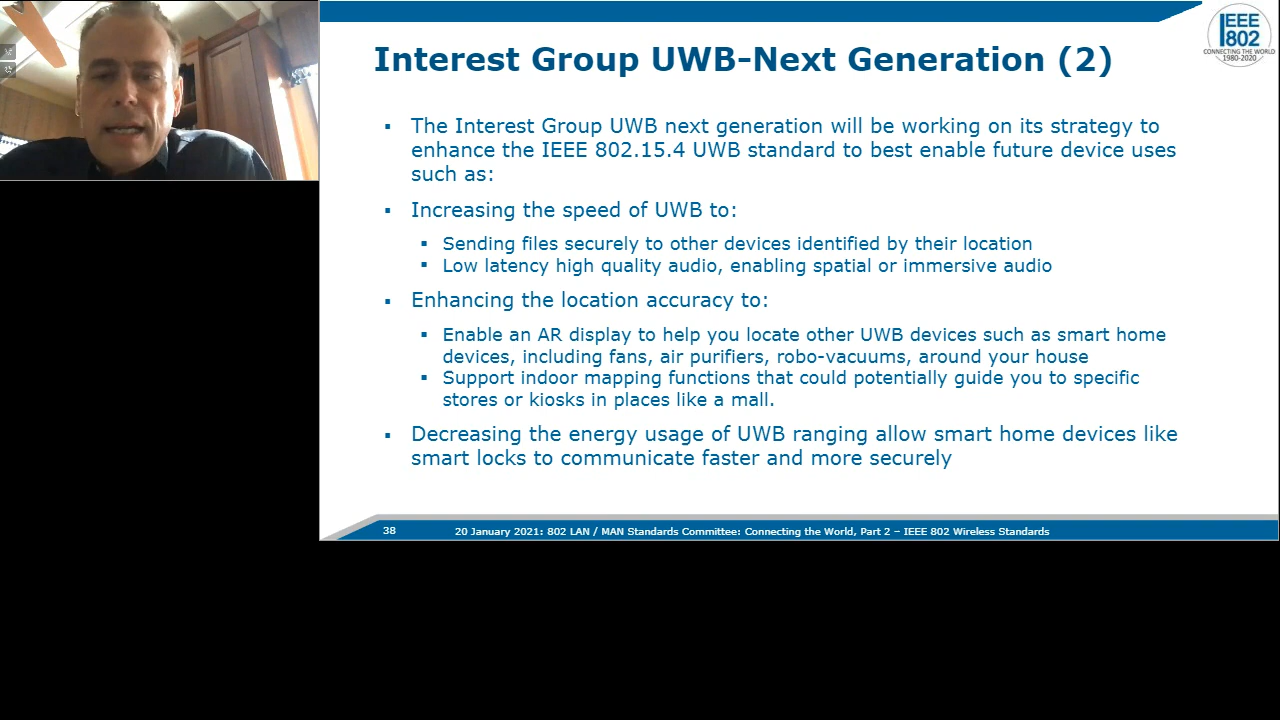 Interest Group UWB-Next Generation (2)
IEEE
802
CONNECTING THE WORLD
1980-2020
▪ The Interest Group UWB next generation will be working on its strategy to
enhance the IEEE 802.15.4 UWB standard to best enable future device uses
such as:
▪ Increasing the speed of UWB to:
▪ Sending files securely to other devices identified by their location
▪ Low latency high quality audio, enabling spatial or immersive audio
▪ Enhancing the location accuracy to:
▪ Enable an AR display to help you locate other UWB devices such as smart home
devices, including fans, air purifiers, robo-vacuums, around your house
▪ Support indoor mapping functions that could potentially guide you to specific
stores or kiosks in places like a mall.
▪ Decreasing the energy usage of UWB ranging allow smart home devices like
smart locks to communicate faster and more securely
38
20 January 2021: 802 LAN / MAN Standards Committee: Connecting the World, Part 2 – IEEE 802 Wireless Standards